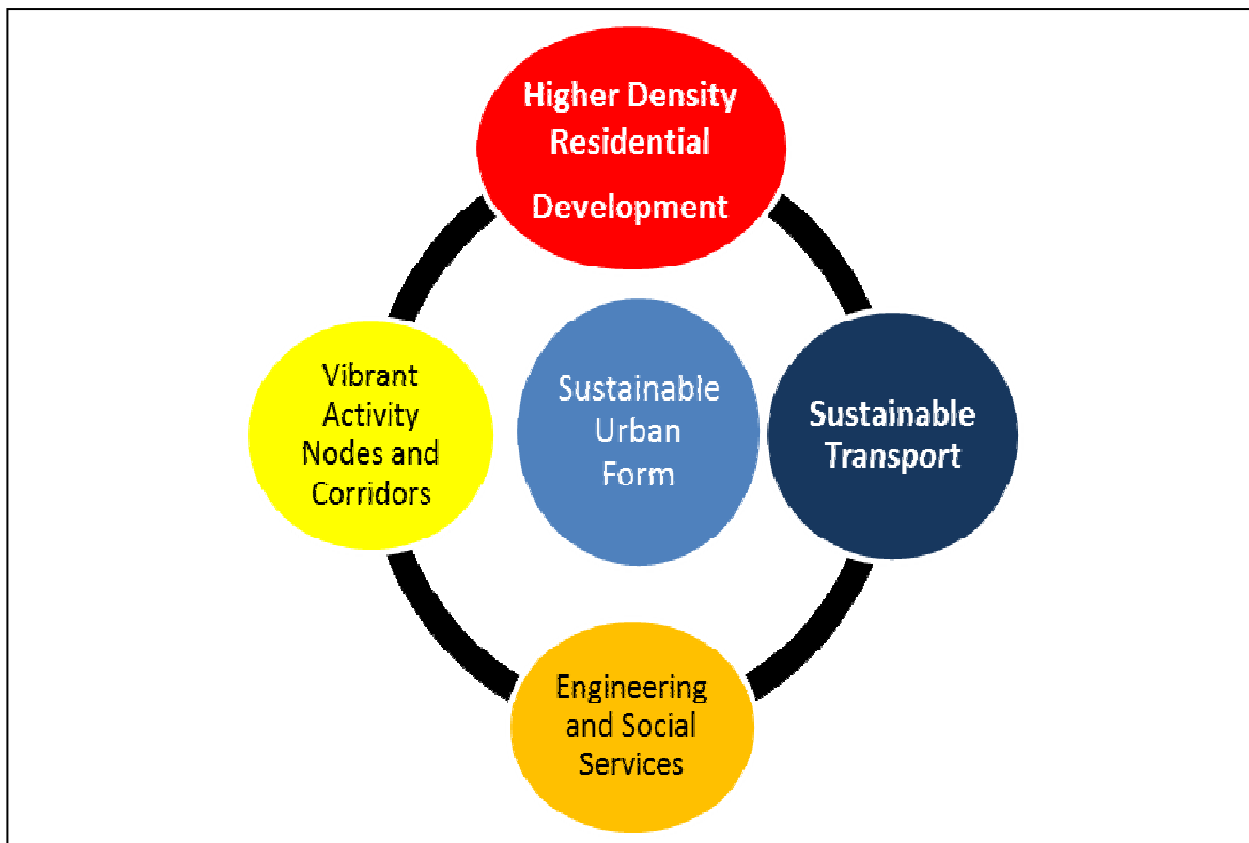 Higher Density
Residential
Development
Vibrant
Activity
Nodes and
Corridors
Sustainable
Urban
Form
Sustainable
Transport
Engineering
and Social
Services